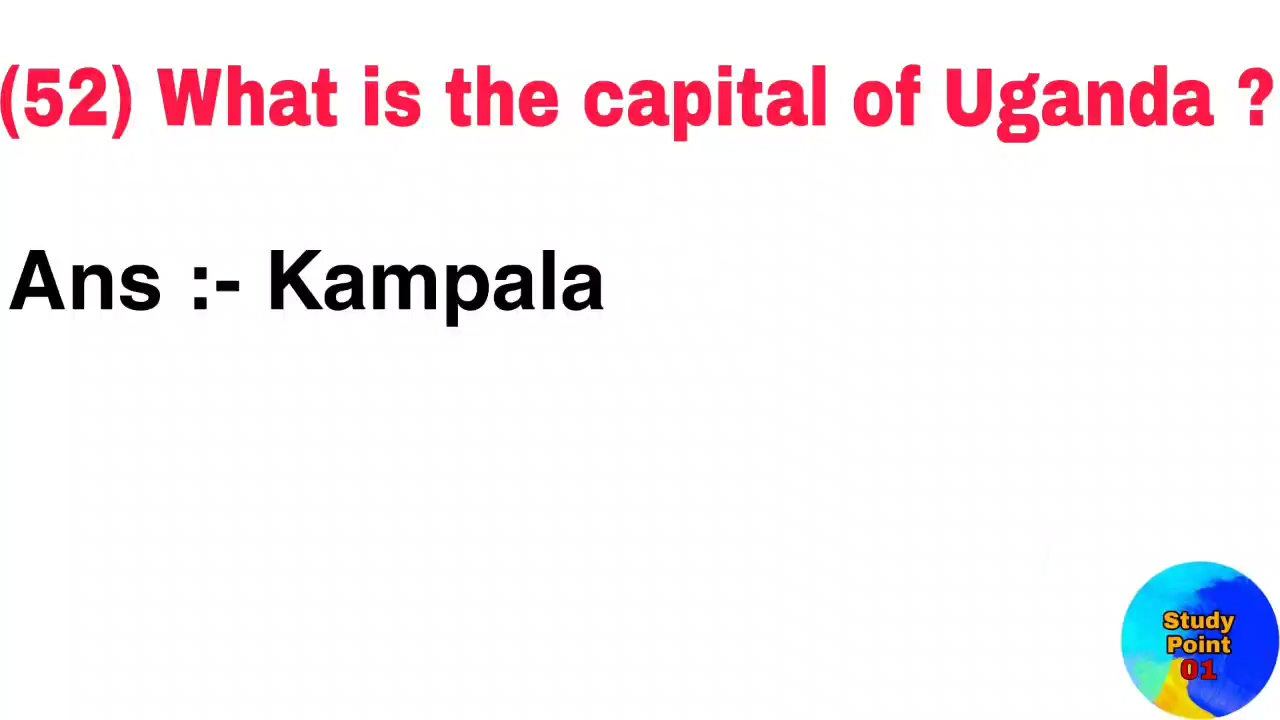 (52) What is the capital of Uganda ?
Ans :- Kampala
Study
Point
01